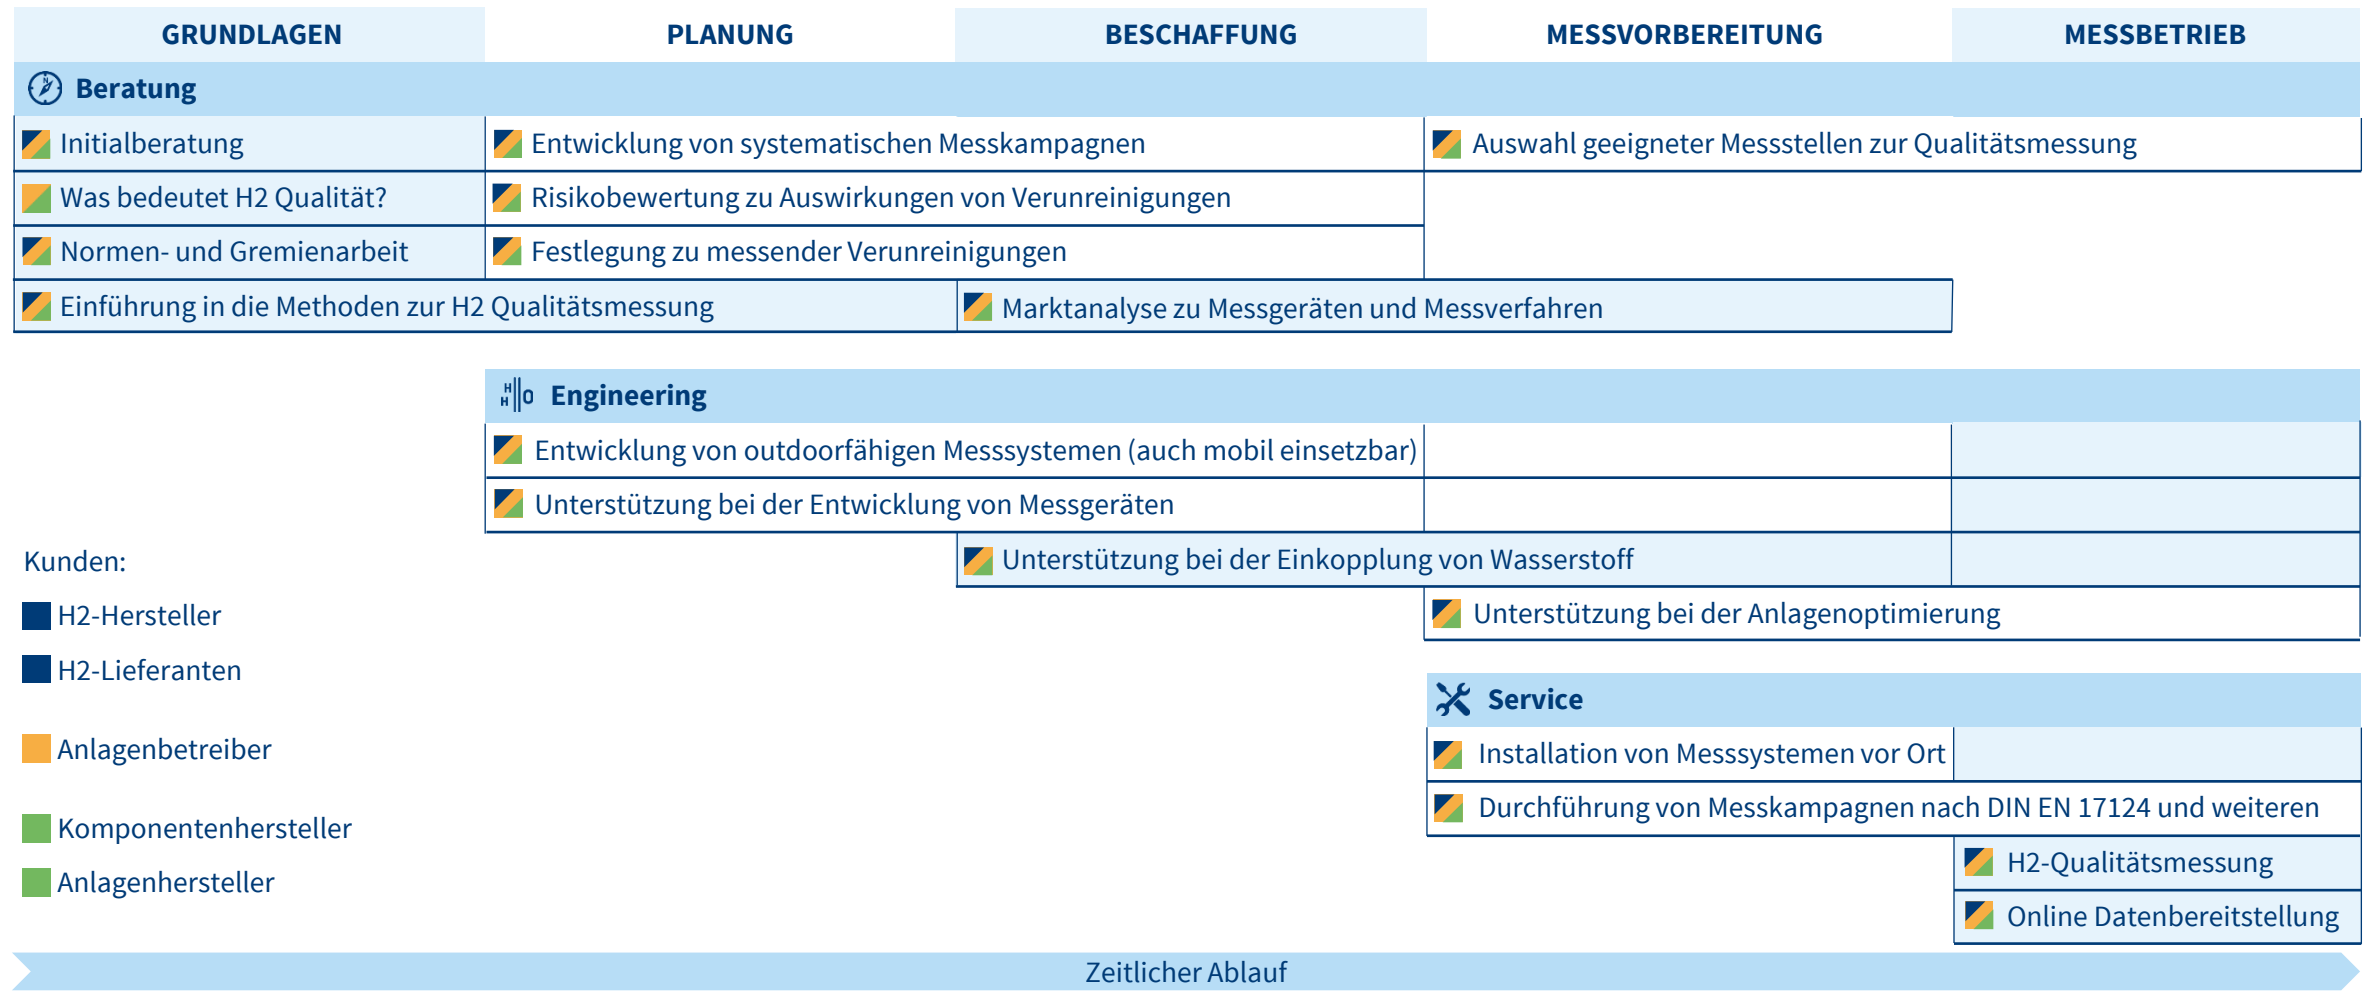 GRUNDLAGEN
PLANUNG
BESCHAFFUNG
MESSVORBEREITUNG
MESSBETRIEB
Beratung
Initialberatung
Entwicklung von systematischen Messkampagnen
Auswahl geeigneter Messstellen zur Qualitätsmessung
Was bedeutet H2 Qualität?
Risikobewertung zu Auswirkungen von Verunreinigungen
Normen- und Gremienarbeit
Festlegung zu messender Verunreinigungen
Einführung in die Methoden zur H2 Qualitätsmessung
Marktanalyse zu Messgeräten und Messverfahren
H
H
O
Engineering
Entwicklung von outdoorfähigen Messsystemen (auch mobil einsetzbar)
Unterstützung bei der Entwicklung von Messgeräten
Unterstützung bei der Einkopplung von Wasserstoff
Unterstützung bei der Anlagenoptimierung
Service
Installation von Messsystemen vor Ort
Durchführung von Messkampagnen nach DIN EN 17124 und weiteren
H2-Qualitätsmessung
Online Datenbereitstellung
Kunden:
H2-Hersteller
H2-Lieferanten
Anlagenbetreiber
Komponentenhersteller
Anlagenhersteller
Zeitlicher Ablauf